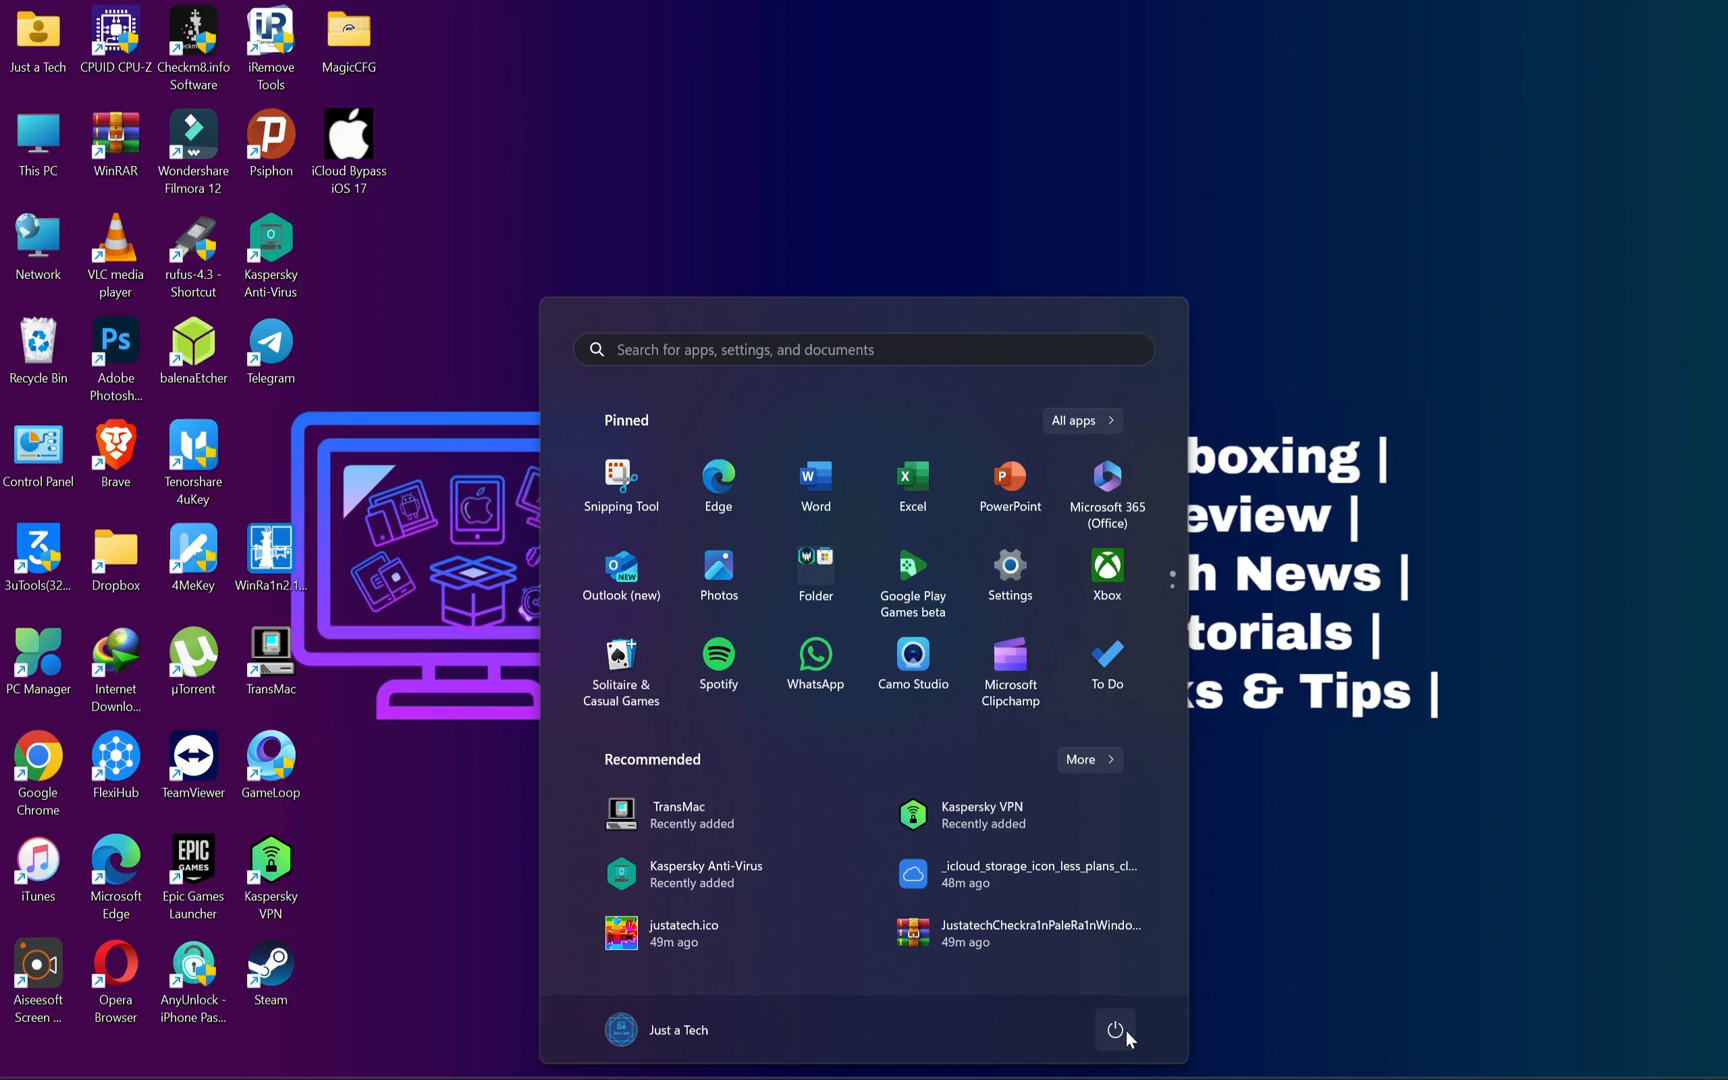 Just a Tech
CPUID CPU-Z
Checkm8.info
Software
iRemove
Tools
MagicCFG
This PC
WinRAR
Wondershare
Filmora 12
Psiphon
iCloud Bypass
iOS 17
Network
VLC media
player
rufus-4.3 -
Shortcut
Kaspersky
Anti-Virus
Recycle Bin
Adobe
Photosh...
balenaEtcher
Telegram
Control Panel
Brave
Tenorshare
4uKey
3uTools(32...
Dropbox
4MeKey
WinRa1n2.1...
PC Manager
Internet
Downlo...
µTorrent
TransMac
Google
Chrome
FlexiHub
TeamViewer
GameLoop
iTunes
Microsoft
Edge
EPIC
GAMES
Epic Games
Launcher
Kaspersky
VPN
Aiseesoft
Screen ...
Opera
Browser
AnyUnlock -
iPhone Pas...
Steam
Search for apps, settings, and documents
Pinned
All apps
Snipping Tool
Edge
Word
Excel
PowerPoint
Microsoft 365
(Office)
NEW
Outlook (new)
Photos
Folder
Google Play
Games beta
Settings
Xbox
Solitaire &
Casual Games
Spotify
WhatsApp
Camo Studio
Microsoft
Clipchamp
To Do
Recommended
More
TransMac
Recently added
Kaspersky VPN
Recently added
Kaspersky Anti-Virus
Recently added
_icloud_storage_icon_less_plans_cl...
48m ago
justatech.ico
49m ago
JustatechCheckra1nPaleRa1nWindo...
49m ago
Just a Tech
boxing |
eview |
h News |
torials |
ks & Tips |